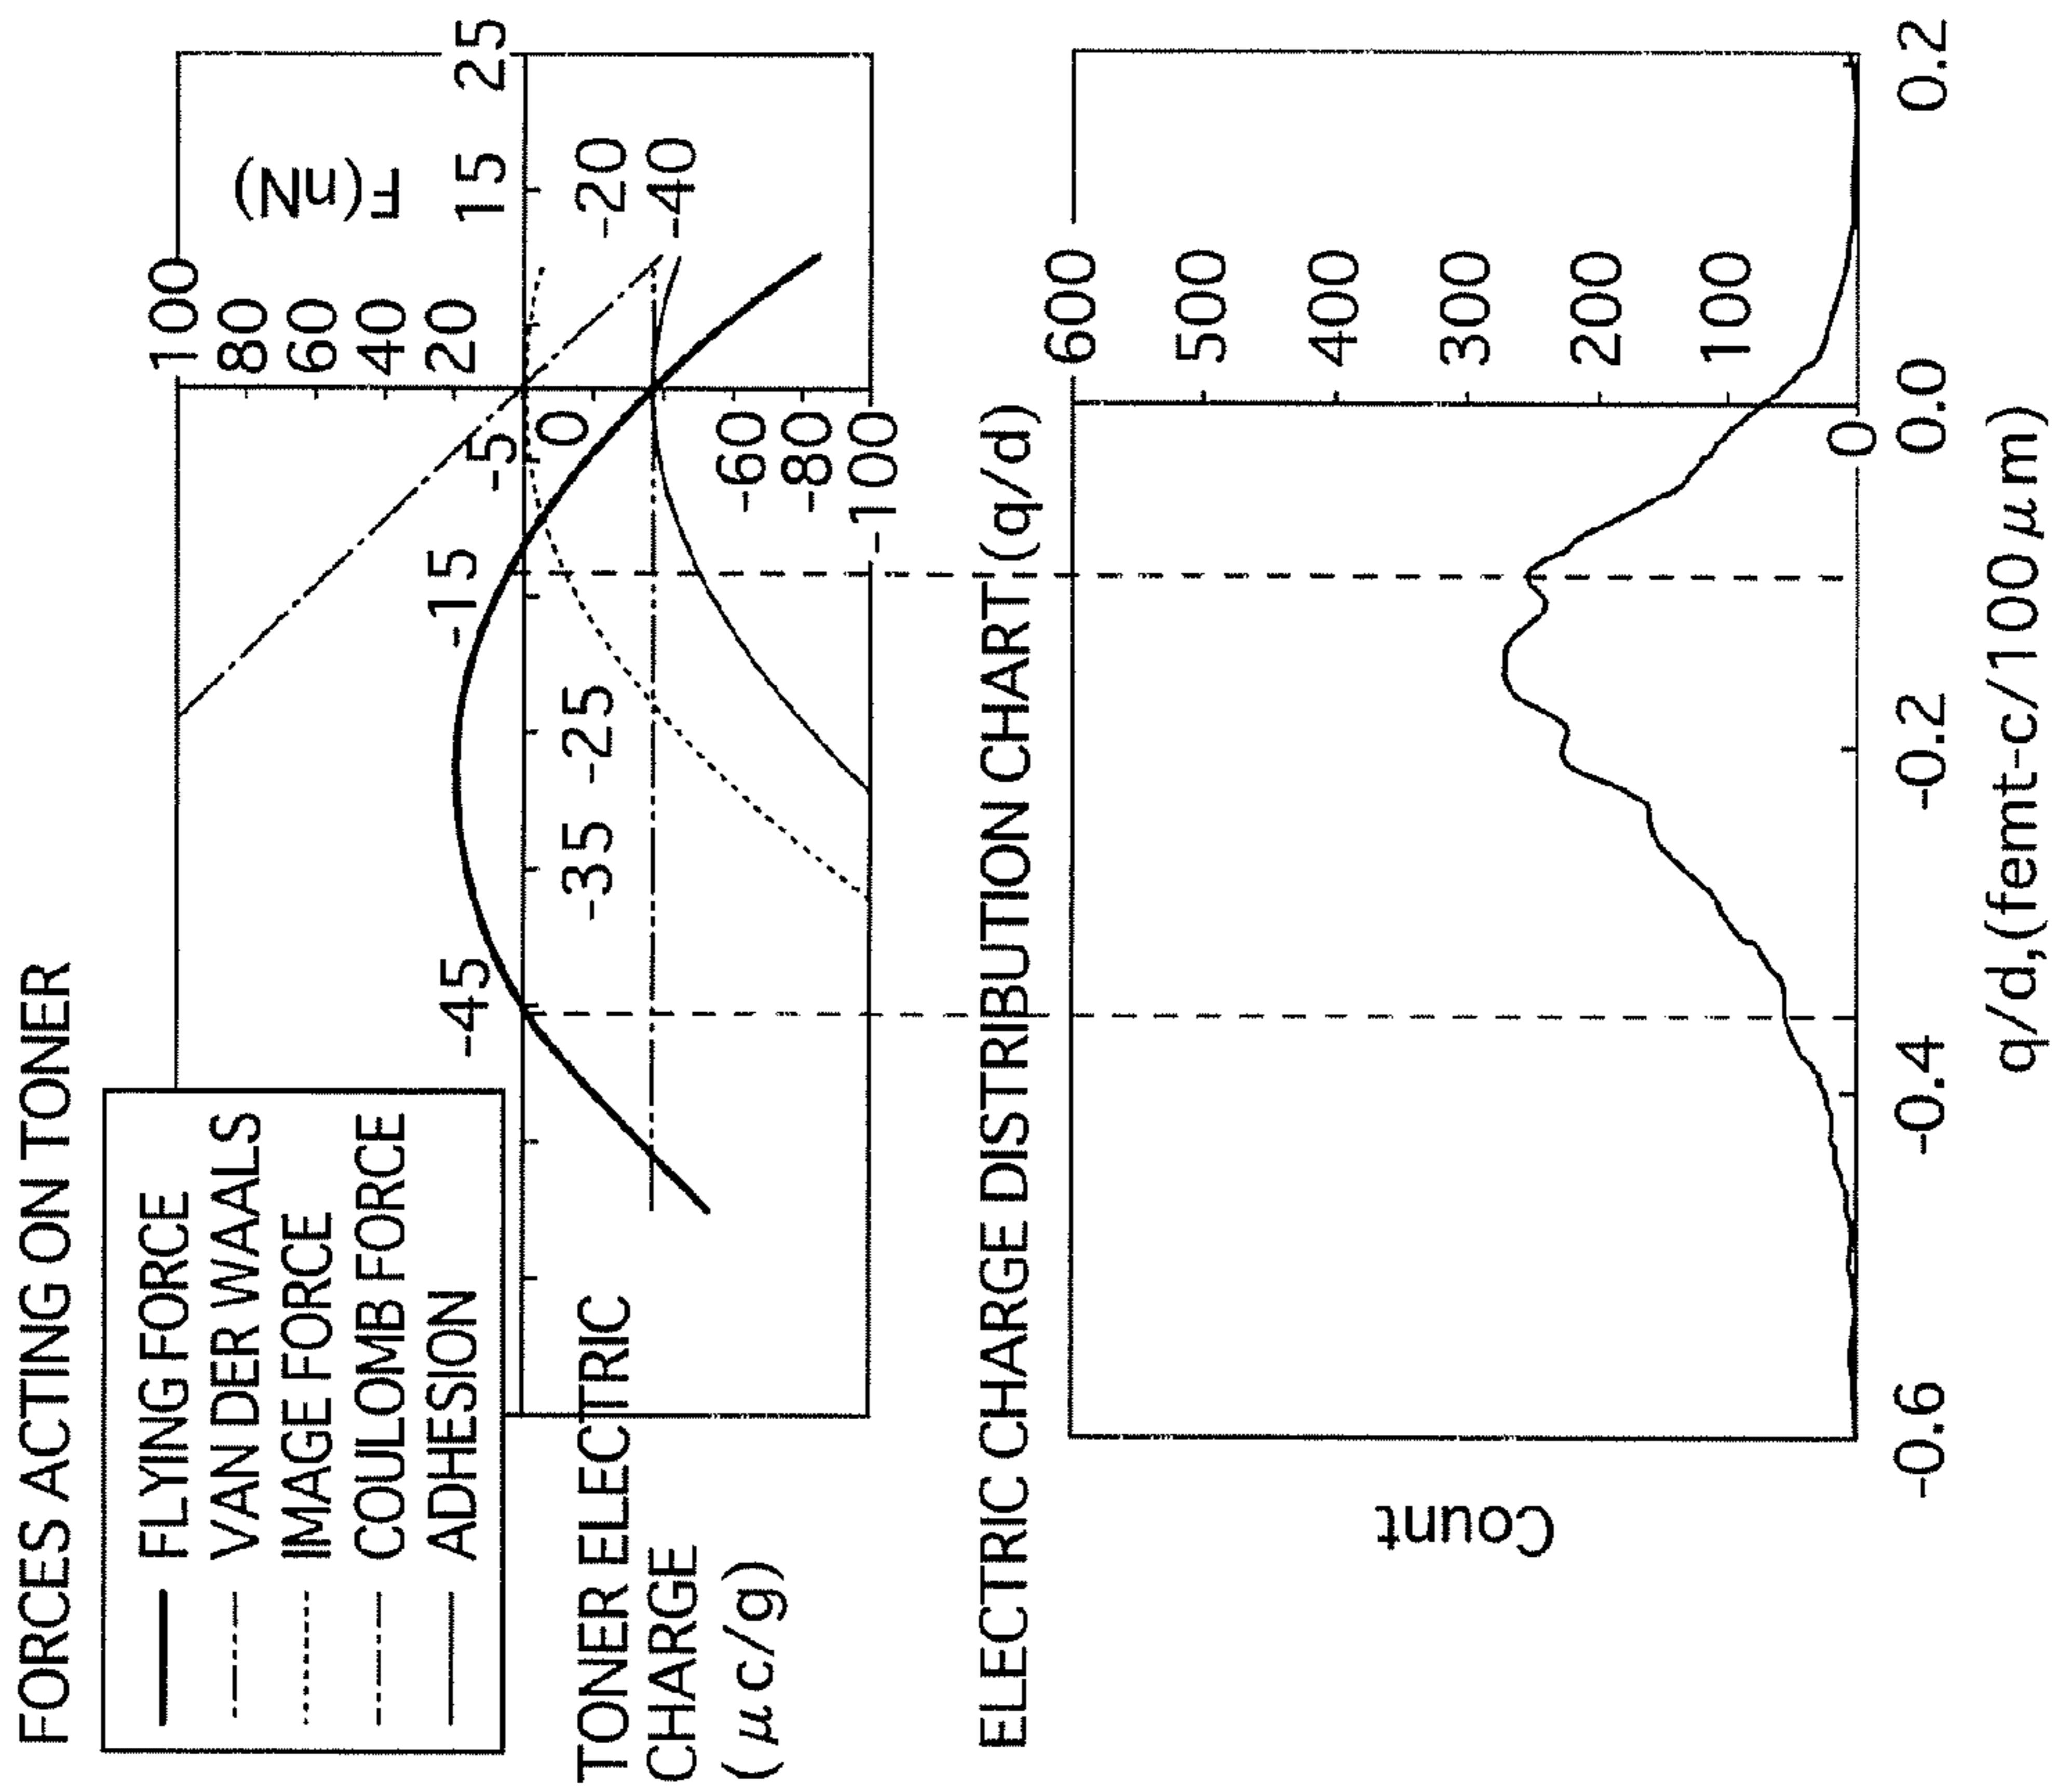 FORCES ACTING ON TONER
FLYING FORCE
VAN DER WAALS
IMAGE FORCE
COULOMB FORCE
ADHESION
F(nN)
100
80
60
40
20
0
-20
-40
-60
-80
-100
-45
-35
-25
-15
-5
15
25
TONER ELECTRIC
CHARGE
(μc/g)
ELECTRIC CHARGE DISTRIBUTION CHART (q/d)
Count
600
500
400
300
200
100
0
-0.6
-0.4
-0.2
0.0
0.2
q/d,(femt-c/100μm)